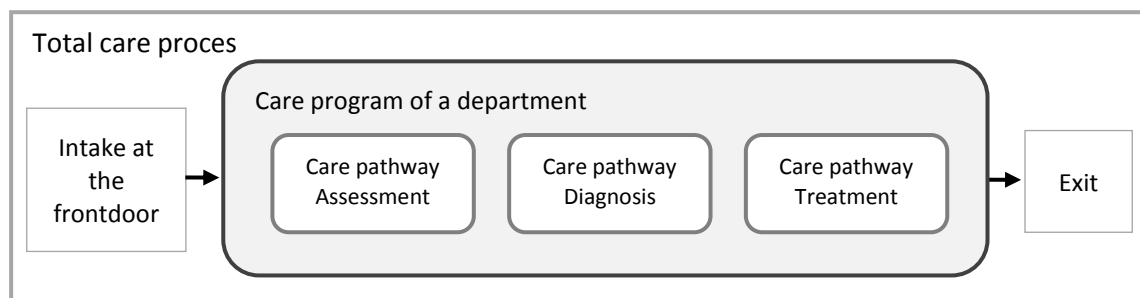 Total care proces
Care program of a department
Intake at
the
frontdoor
Care pathway
Assessment
Care pathway
Diagnosis
Care pathway
Treatment
Exit